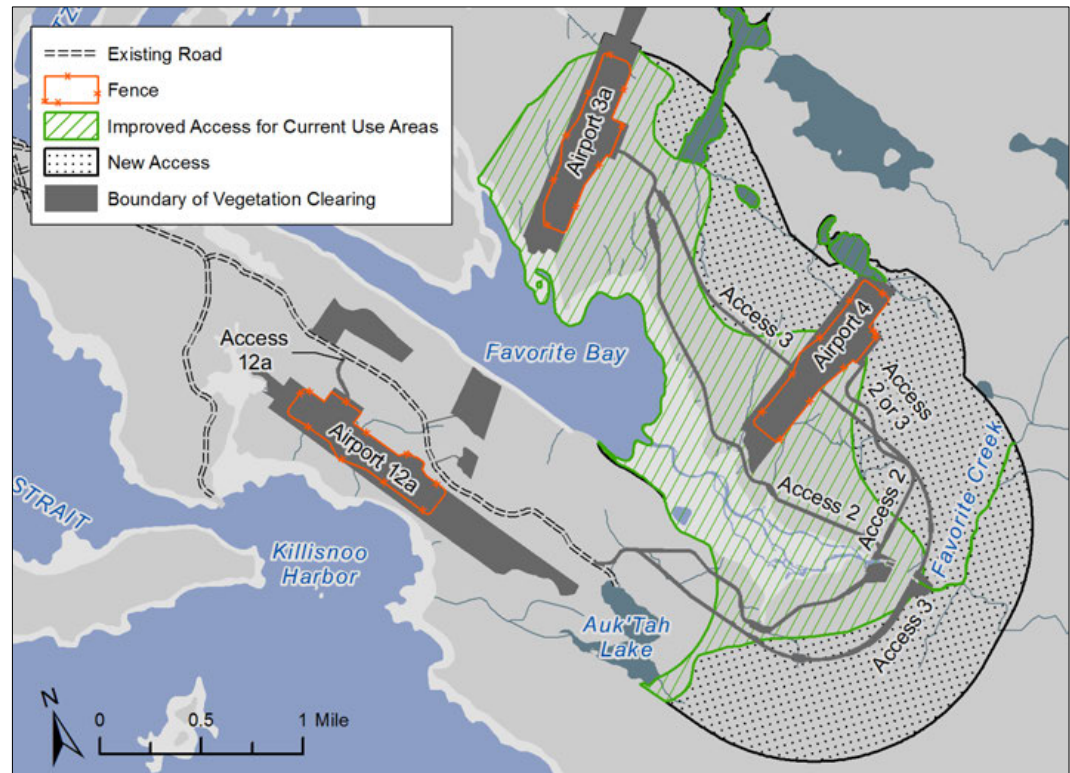 TZ
Existing Road
Fence
Improved Access for Current Use Areas
New Access
Boundary of Vegetation Clearing
Airport 3a
Access 3
Airport 4
Access
2 or 3
Favorite Bay
Access
12a
Airport 12a
Access 2
Access 2
Favorite Creek
Access 3
STRAIT
Killisnoo
Harbor
Auk'Tah
Lake
N
0 0.5 1 Mile